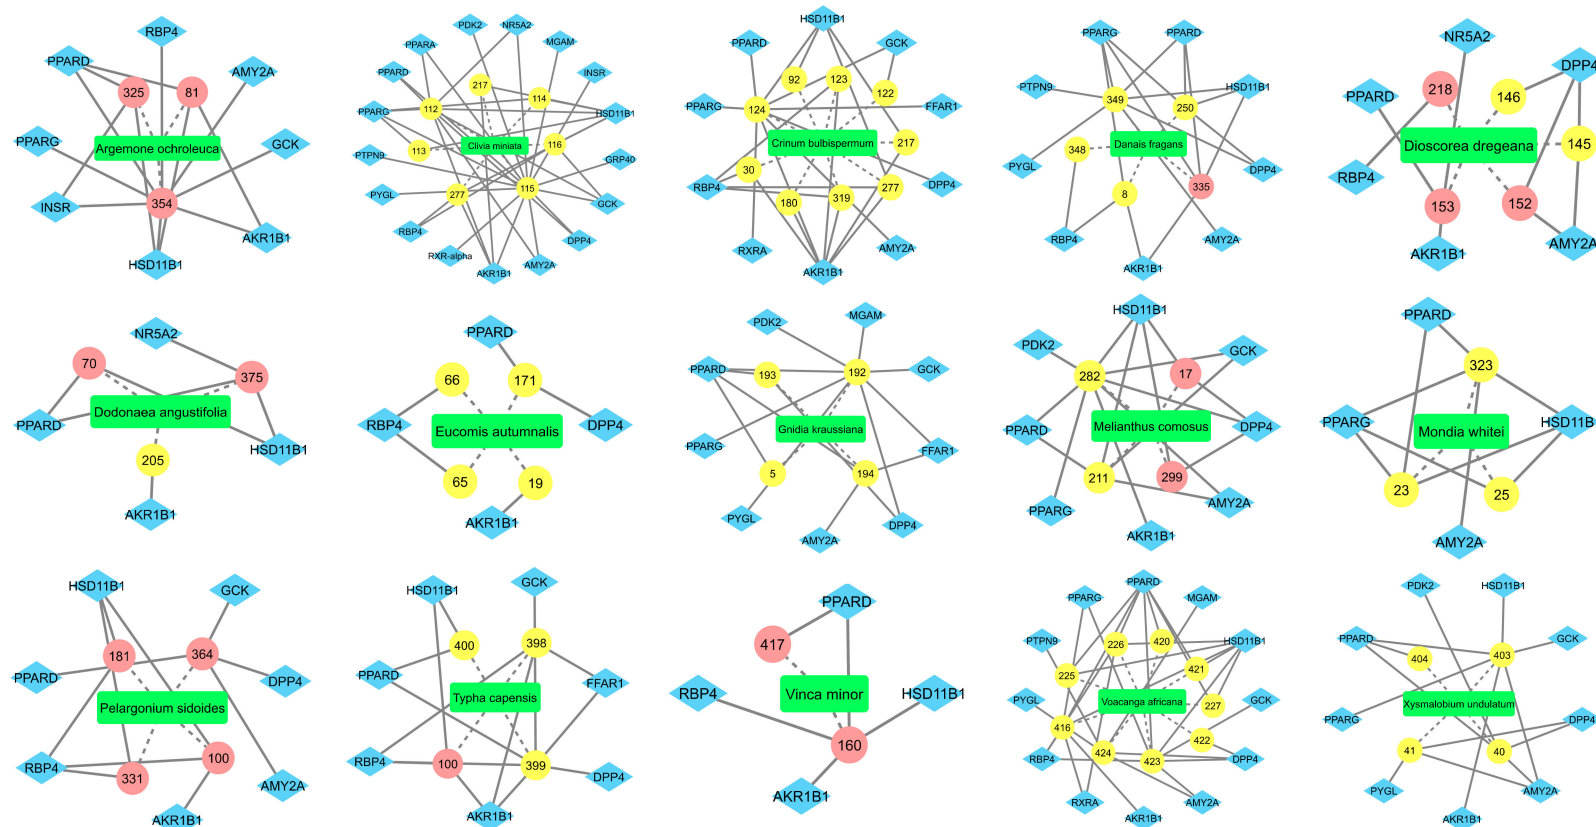 RBP4
PPARD
AMY2A
325
81
PPARG
Argemone ochroleuca
GCK
INSR
354
AKR1B1
HSD11B1
PDK2
NR5A2
MGAM
PPARA
PPARD
INSR
217
114
PPARG
112
HSD11B1
PTPN9
113
Clivia miniata
116
GRP40
PYGL
277
115
GCK
RBP4
DPP4
RXR-alpha
AKR1B1
AMY2A
HSD11B1
PPARD
GCK
92
123
122
PPARG
124
FFAR1
Crinum bulbispermum
217
30
RBP4
277
DPP4
180
319
RXRA
AMY2A
AKR1B1
PPARG
PPARD
PTPN9
HSD11B1
349
250
348
Danais fragans
PYGL
DPP4
8
335
RBP4
AMY2A
AKR1B1
NR5A2
DPP4
218
146
PPARD
Dioscorea dregeana
145
RBP4
153
152
AKR1B1
AMY2A
NR5A2
70
375
Dodonaea angustifolia
PPARD
HSD11B1
205
AKR1B1
PPARD
66
171
RBP4
Eucomis autumnalis
DPP4
65
19
AKR1B1
PDK2
MGAM
PPARD
193
192
GCK
Gnidia kraussiana
PPARG
FFAR1
5
194
PYGL
DPP4
AMY2A
HSD11B1
PDK2
GCK
282
17
PPARD
Melianthus comosus
DPP4
211
299
PPARG
AMY2A
AKR1B1
PPARD
323
PPARG
Mondia whitei
HSD11B
23
25
AMY2A
HSD11B1
GCK
181
364
PPARD
DPP4
Pelargonium sidoides
RBP4
331
100
AMY2A
AKR1B1
GCK
HSD11B1
400
398
PPARD
Typha capensis
FFAR1
RBP4
100
399
DPP4
AKR1B1
PPARD
417
RBP4
Vinca minor
HSD11B1
160
AKR1B1
PPARD
PPARG
MGAM
PTPN9
226
420
HSD11B1
225
421
PYGL
Voacanga africana
227
GCK
416
422
RBP4
424
423
DPP4
RXRA
AMY2A
AKR1B1
PDK2
HSD11B1
PPARD
404
403
GCK
Xysmalobium undulatum
PPARG
DPP4
41
40
PYGL
AMY2A
AKR1B1